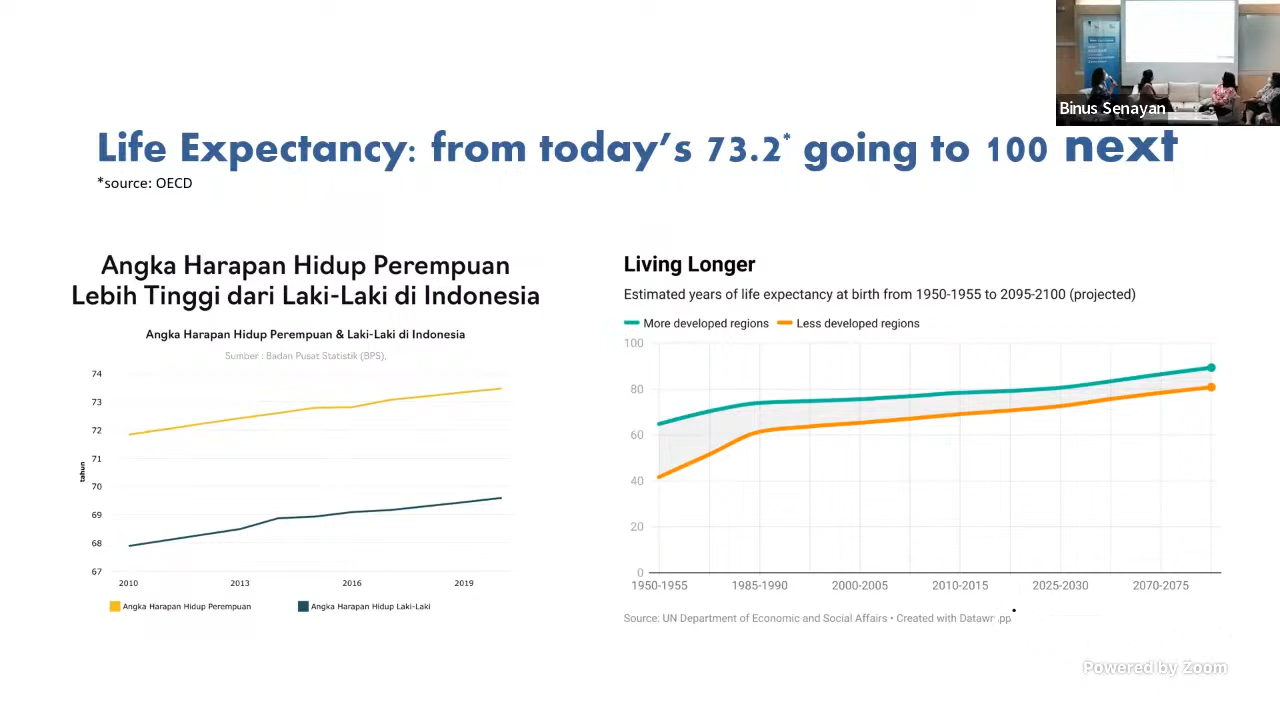 Binus Senayan
Life Expectancy: from today's 73.2* going to 100 next
*source: OECD
Angka Harapan Hidup Perempuan
Lebih Tinggi dari Laki-Laki di Indonesia
Angka Harapan Hidup Perempuan & Laki-Laki di Indonesia
Sumber : Badan Pusat Statistik (BPS),
74
73
72
71
tahun
70
69
68
67
2010 2013 2016 2019
Angka Harapan Hidup Perempuan Angka Harapan Hidup Laki-Laki
Living Longer
Estimated years of life expectancy at birth from 1950-1955 to 2095-2100 (projected)
More developed regions Less developed regions
100
80
60
40
20
0
1950-1955 1985-1990 2000-2005 2010-2015 2025-2030 2070-2075
Source: UN Department of Economic and Social Affairs • Created with
Powered by Zoom